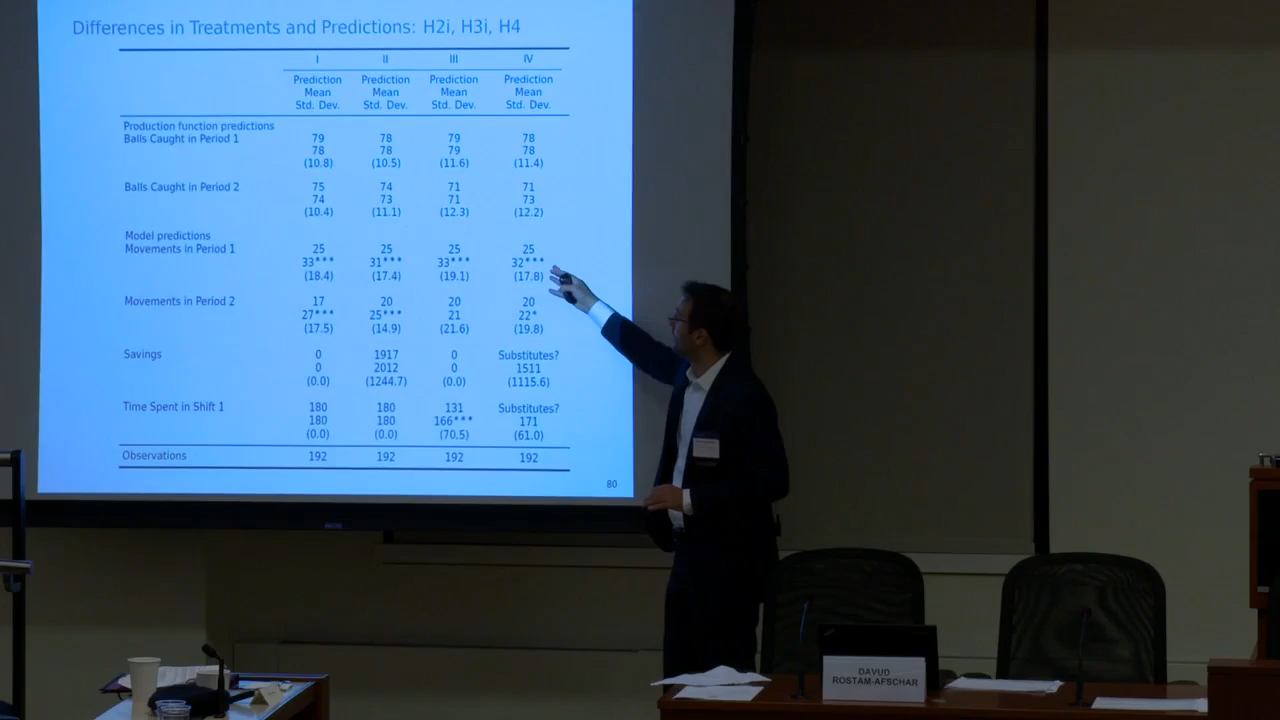 Differences in Treatments and Predictions: H2i, H3i, H4
I II III IV
Prediction Prediction Prediction Prediction
Mean Mean Mean Mean
Std. Dev. Std. Dev. Std. Dev. Std. Dev.
Production function predictions
Balls Caught in Period 1 79 78 79 78
78 78 79 78
(10.8) (10.5) (11.6) (11.4)
Balls Caught in Period 2 75 74 71 71
74 73 71 73
(10.4) (11.1) (12.3) (12.2)
Model predictions
Movements in Period 1 25 25 25 25
33*** 31*** 33*** 32***
(18.4) (17.4) (19.1) (17.8)
Movements in Period 2 17 20 20 20
27*** 25*** 21 22*
(17.5) (14.9) (21.6) (19.8)
Savings 0 1917 0 Substitutes?
0 2012 0 1511
(0.0) (1244.7) (0.0) (1115.6)
Time Spent in Shift 1 180 180 131 Substitutes?
180 180 166*** 171
(0.0) (0.0) (70.5) (61.0)
Observations 192 192 192 192
80
DAVUD
ROSTAM-AFSCHAR